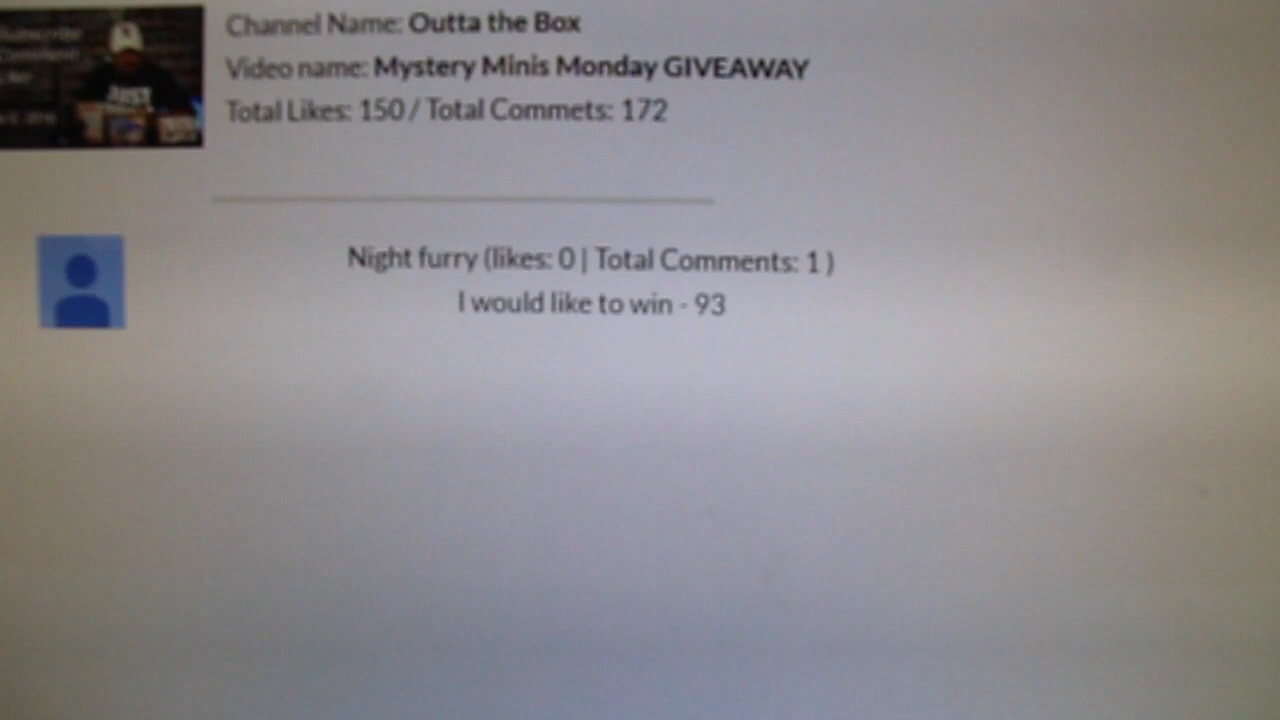 Channel Name: Outta the Box
Video name: Mystery Minis Monday GIVEAWAY
Total Likes: 150 / Total Commets: 172
JUST
Night furry (likes: 0 | Total Comments: 1 )
I would like to win - 93